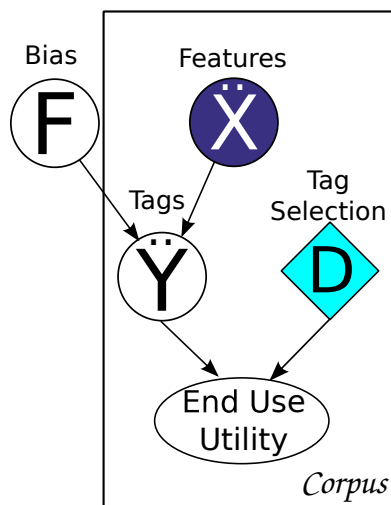 Bias
Features
F
Ẍ
Tags
Tag
Selection
Ÿ
D
End Use
Utility
Corpus